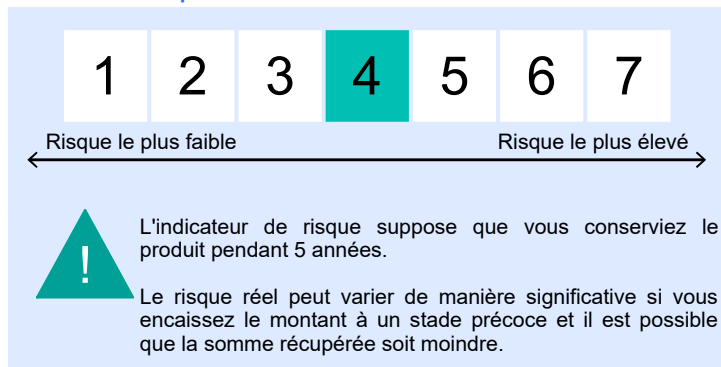 1 2 3 4 5 6 7
Risque le plus faible Risque le plus élevé
!
L'indicateur de risque suppose que vous conserviez le
produit pendant 5 années.
Le risque réel peut varier de manière significative si vous
encaissez le montant à un stade précoce et il est possible
que la somme récupérée soit moindre.